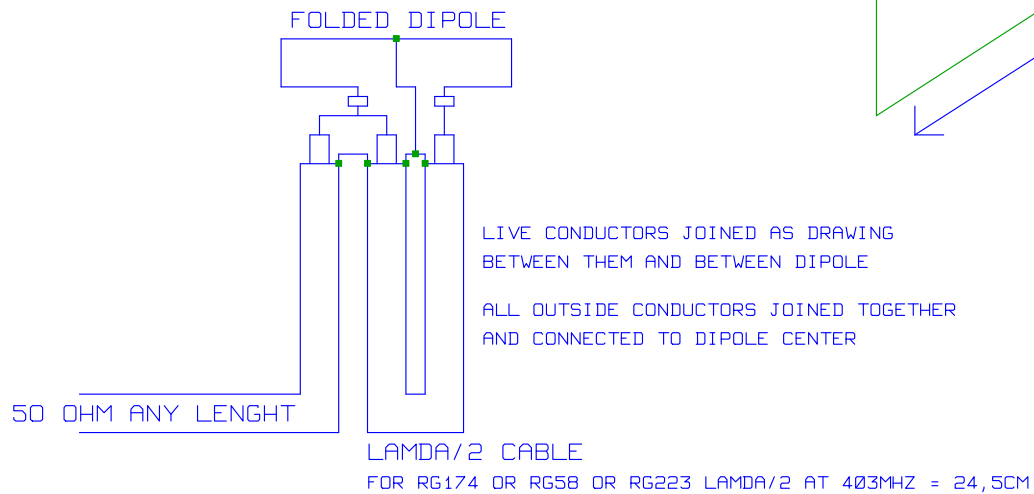 FOLDED DIPOLE
LIVE CONDUCTORS JOINED AS DRAWING
BETWEEN THEM AND BETWEEN DIPOLE
ALL OUTSIDE CONDUCTORS JOINED TOGETHER
AND CONNECTED TO DIPOLE CENTER
50 OHM ANY LENGHT
LAMDA/2 CABLE
FOR RG174 OR RG58 OR RG223 LAMDA/2 AT 403MHZ = 24,5CM